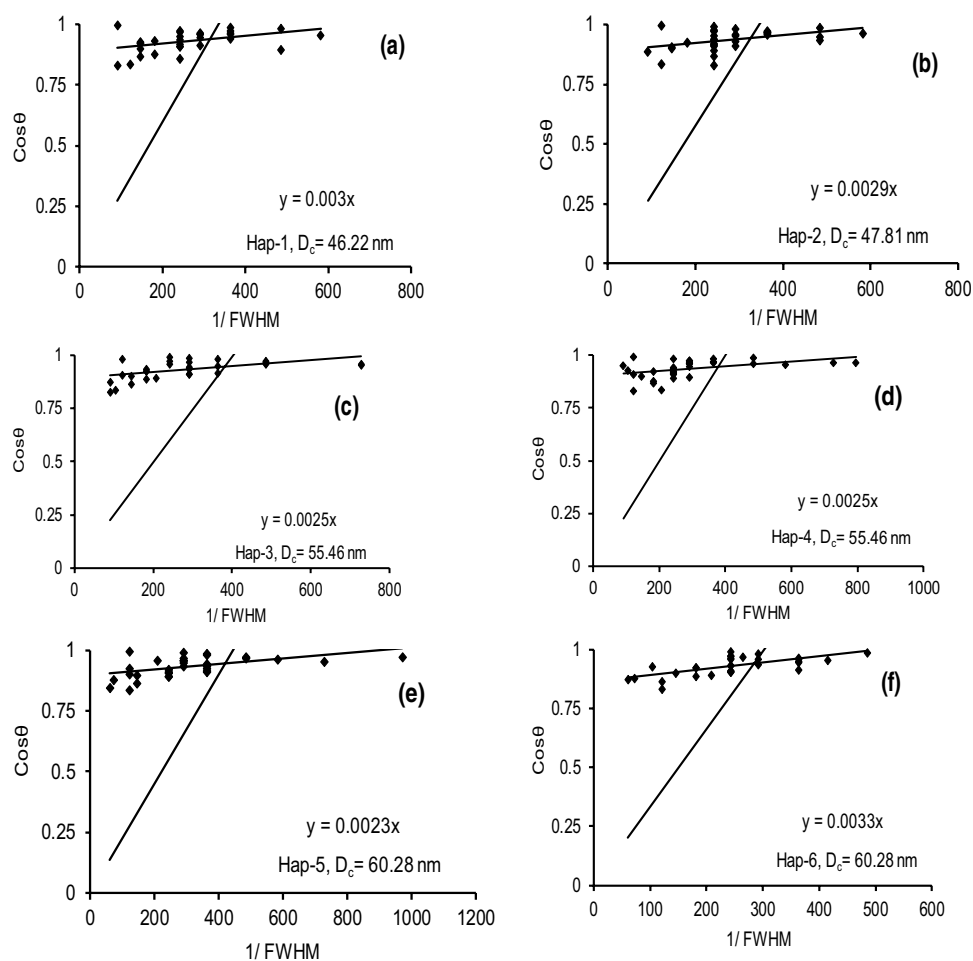 (a)
Cosθ
1
0.75
0.5
0.25
0
y = 0.003x
Hap-1, Dc= 46.22 nm
0 200 400 600 800
1/ FWHM
(b)
Cosθ
1
0.75
0.5
0.25
0
y = 0.0029x
Hap-2, Dc= 47.81 nm
0 200 400 600 800
1/ FWHM
(c)
Cosθ
1
0.75
0.5
0.25
0
y = 0.0025x
Hap-3, Dc= 55.46 nm
0 200 400 600 800
1/ FWHM
(d)
Cosθ
1
0.75
0.5
0.25
0
y = 0.0025x
Hap-4, Dc= 55.46 nm
0 200 400 600 800 1000
1/ FWHM
(e)
Cosθ
1
0.75
0.5
0.25
0
y = 0.0023x
Hap-5, Dc= 60.28 nm
0 200 400 600 800 1000 1200
1/ FWHM
(f)
Cosθ
1
0.75
0.5
0.25
0
y = 0.0033x
Hap-6, Dc= 60.28 nm
0 100 200 300 400 500 600
1/ FWHM